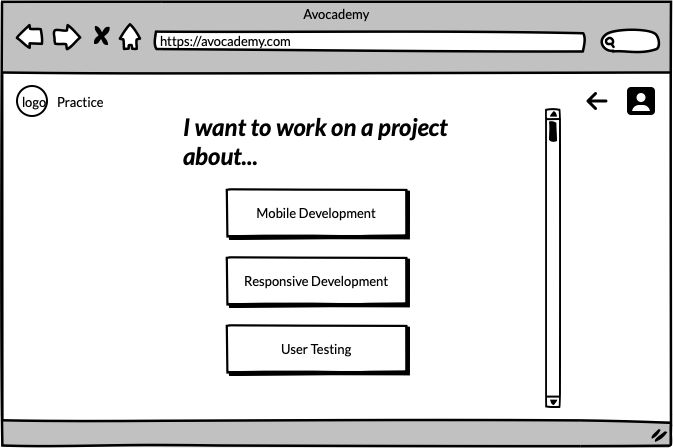 Avocademy
https://avocademy.com
logo Practice
I want to work on a project
about...
Mobile Development
Responsive Development
User Testing